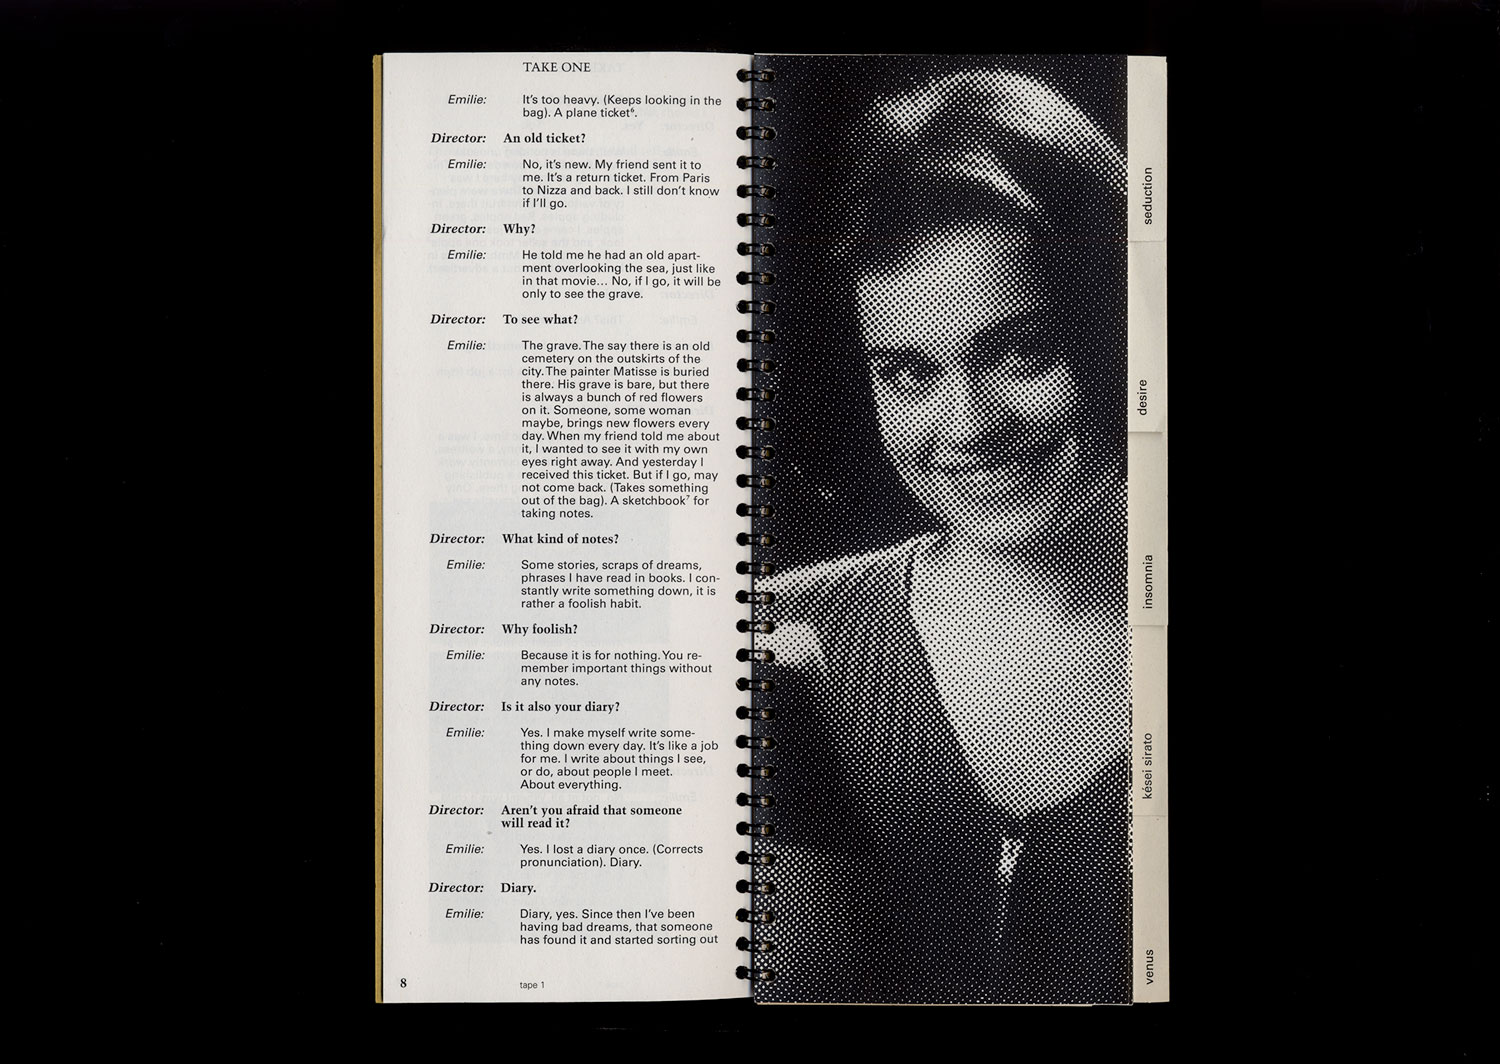 TAKE ONE
Emilie: It's too heavy. (Keeps looking in the
bag). A plane ticket⁶.
Director: An old ticket?
Emilie: No, it's new. My friend sent it to
me. It's a return ticket. From Paris
to Nizza and back. I still don't know
if I'll go.
Director: Why?
Emilie: He told me he had an old apart-
ment overlooking the sea, just like
in that movie... No, if I go, it will be
only to see the grave.
Director: To see what?
Emilie: The grave. The say there is an old
cemetery on the outskirts of the
city. The painter Matisse is buried
there. His grave is bare, but there
is always a bunch of red flowers
on it. Someone, some woman
maybe, brings new flowers every
day. When my friend told me about
it, I wanted to see it with my own
eyes right away. And yesterday I
received this ticket. But if I go, may
not come back. (Takes something
out of the bag). A sketchbook⁷ for
taking notes.
Director: What kind of notes?
Emilie: Some stories, scraps of dreams,
phrases I have read in books. I con-
stantly write something down, it is
rather a foolish habit.
Director: Why foolish?
Emilie: Because it is for nothing. You re-
member important things without
any notes.
Director: Is it also your diary?
Emilie: Yes. I make myself write some-
thing down every day. It's like a job
for me. I write about things I see,
or do, about people I meet.
About everything.
Director: Aren't you afraid that someone
will read it?
Emilie: Yes. I lost a diary once. (Corrects
pronunciation). Diary.
Director: Diary.
Emilie: Diary, yes. Since then I've been
having bad dreams, that someone
has found it and started sorting out
8
tape 1
seduction
desire
insomnia
kései sirato
venus